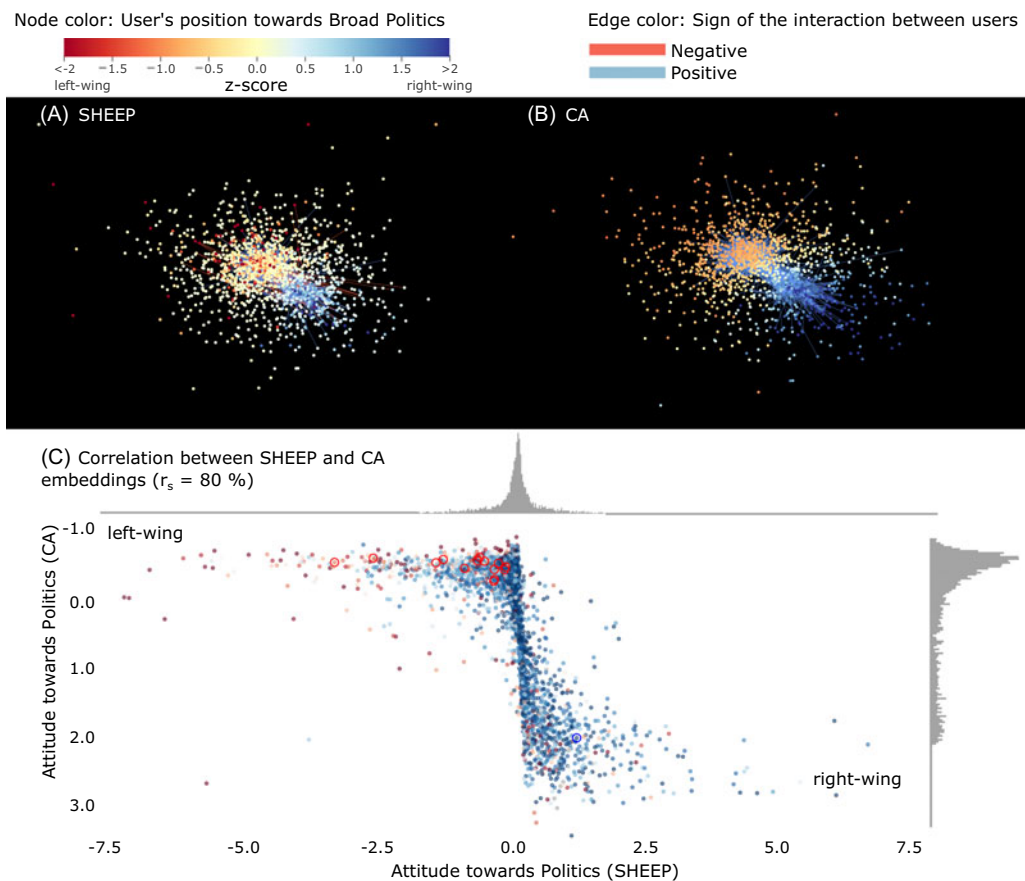 Node color: User's position towards Broad Politics
Edge color: Sign of the interaction between users
<-2 −1.5 −1.0 −0.5 0.0 0.5 1.0 1.5 >2
left-wing z-score right-wing
Negative
Positive
(A) SHEEP
(B) CA
(C) Correlation between SHEEP and CA
embeddings (rs = 80 %)
left-wing
Attitude towards Politics (CA)
-1.0
0.0
1.0
2.0
3.0
right-wing
-7.5 -5.0 -2.5 0.0 2.5 5.0 7.5
Attitude towards Politics (SHEEP)